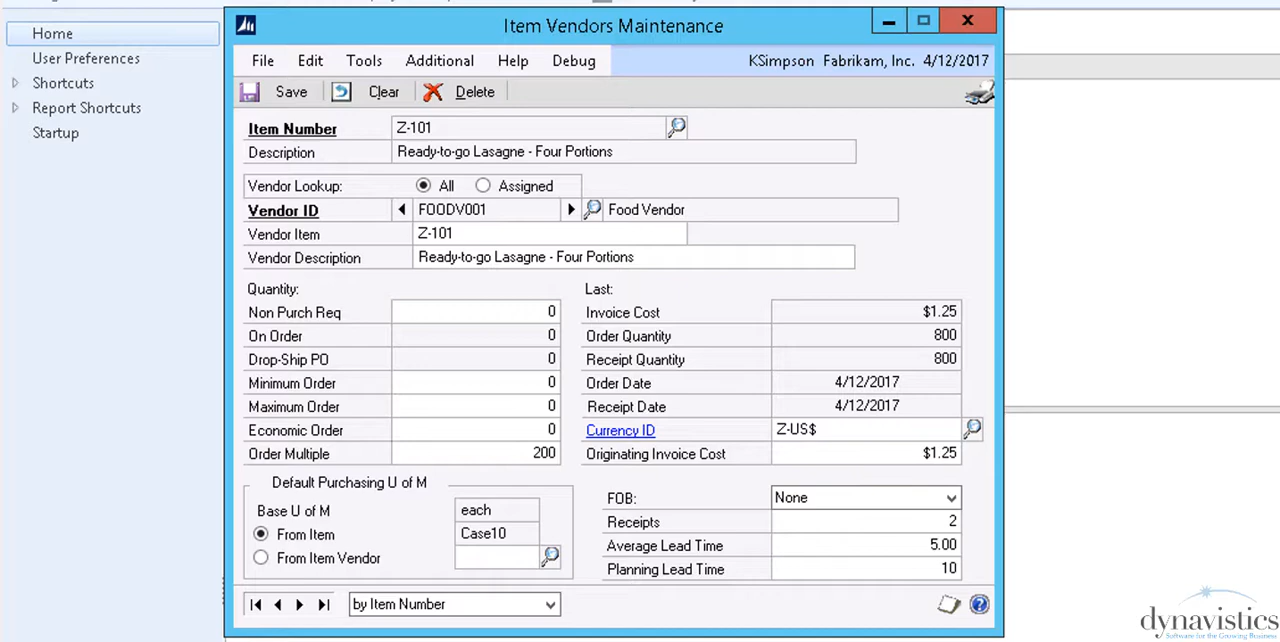 Home
User Preferences
Shortcuts
Report Shortcuts
Startup
Item Vendors Maintenance
File Edit Tools Additional Help Debug KSimpson Fabrikam, Inc. 4/12/2017
Save Clear Delete
Item Number Z-101
Description Ready-to-go Lasagne - Four Portions
Vendor Lookup: All Assigned
Vendor ID FOODV001 Food Vendor
Vendor Item Z-101
Vendor Description Ready-to-go Lasagne - Four Portions
Quantity: Last:
Non Purch Req 0 Invoice Cost $1.25
On Order 0 Order Quantity 800
Drop-Ship PO 0 Receipt Quantity 800
Minimum Order 0 Order Date 4/12/2017
Maximum Order 0 Receipt Date 4/12/2017
Economic Order 0 Currency ID Z-US$
Order Multiple 200 Originating Invoice Cost $1.25
Default Purchasing U of M
Base U of M each
From Item Case10
From Item Vendor
FOB: None
Receipts 2
Average Lead Time 5.00
Planning Lead Time 10
by Item Number
dynavistics
Software for the Growing Business